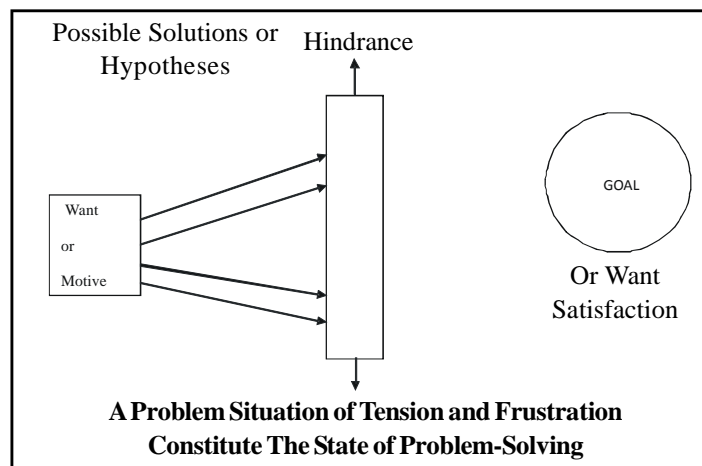 Possible Solutions or
Hypotheses
Hindrance
Want
or
Motive
GOAL
Or Want
Satisfaction
A Problem Situation of Tension and Frustration
Constitute The State of Problem-Solving